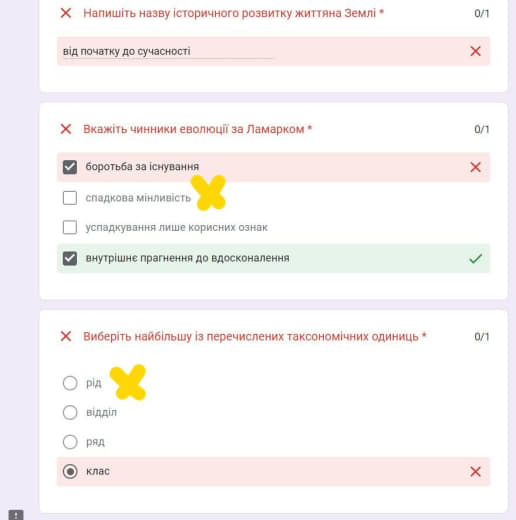 Напишіть назву історичного розвитку життяна Землі *
0/1
від початку до сучасності
Вкажіть чинники еволюції за Ламарком *
0/1
боротьба за існування
спадкова мінливість
успадкування лише корисних ознак
внутрішнє прагнення до вдосконалення
Виберіть найбільшу із перечислених таксономічних одиниць *
0/1
рід
відділ
ряд
клас